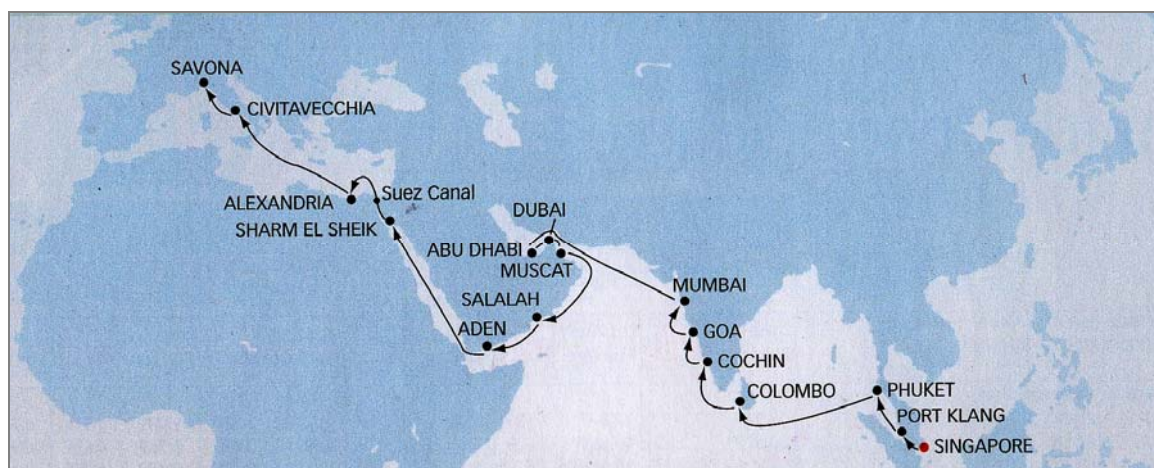 SAVONA
CIVITAVECCHIA
ALEXANDRIA
Suez Canal
SHARM EL SHEIK
DUBAI
ABU DHABI
MUSCAT
MUMBAI
SALALAH
ADEN
GOA
COCHIN
COLOMBO
PHUKET
PORT KLANG
SINGAPORE